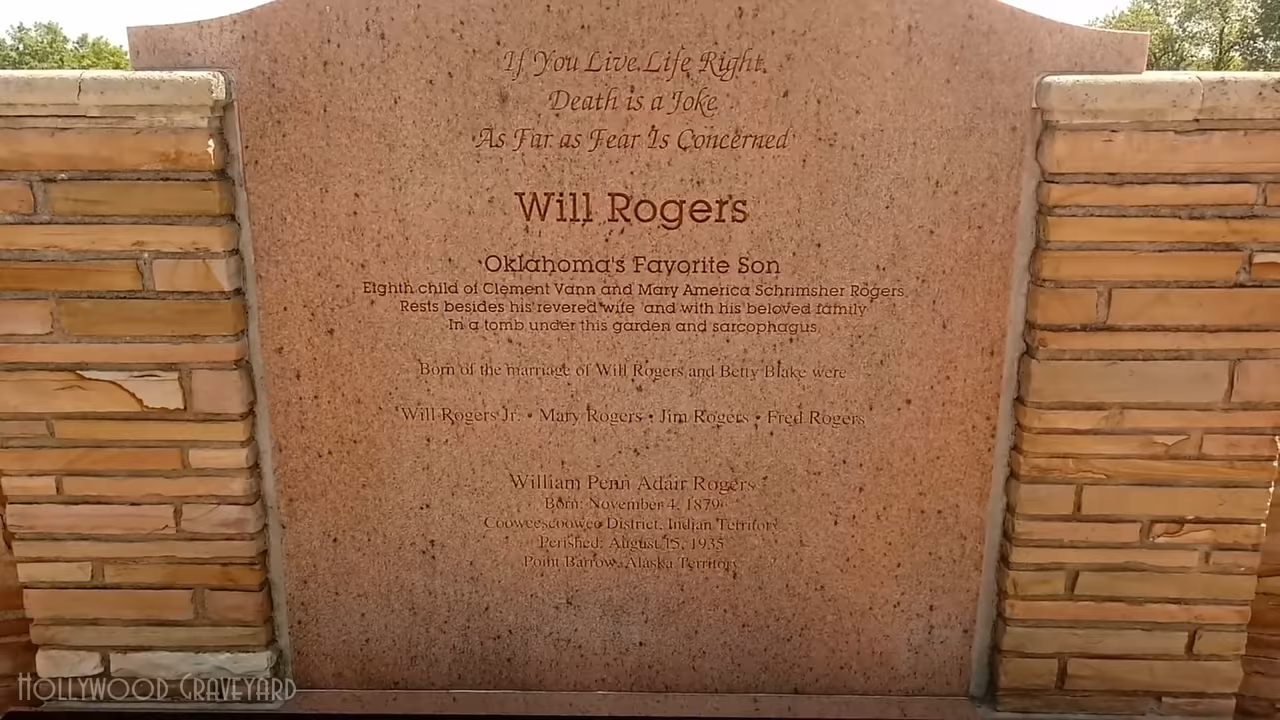 If You Live Life Right
Death is a Joke
As Far as Fear Is Concerned
Will Rogers
Oklahoma's Favorite Son
Eighth child of Clement Vann and Mary America Schrimsher Rogers
Rests besides his revered wife and with his beloved family
In a tomb under this garden and sarcophagus
Born of the marriage of Will Rogers and Betty Blake were
Will Rogers Jr. • Mary Rogers • Jim Rogers • Fred Rogers
William Penn Adair Rogers
Born: November 4, 1879
Cooweescoowee District, Indian Territory
Perished: August 15, 1935
Point Barrow, Alaska Territory
HOLLYWOOD GRAVEYARD